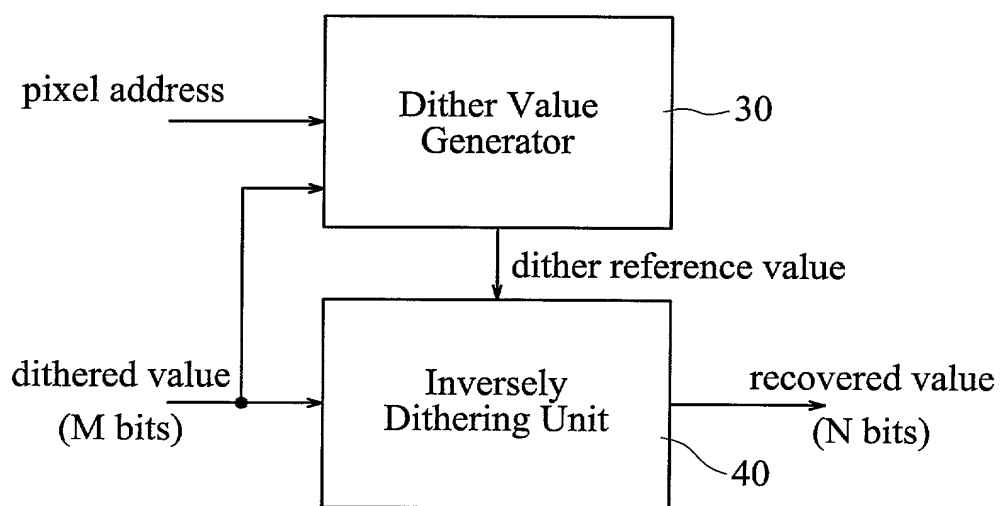 pixel address
Dither Value
Generator
30
dither reference value
dithered value
(M bits)
Inversely
Dithering Unit
40
recovered value
(N bits)